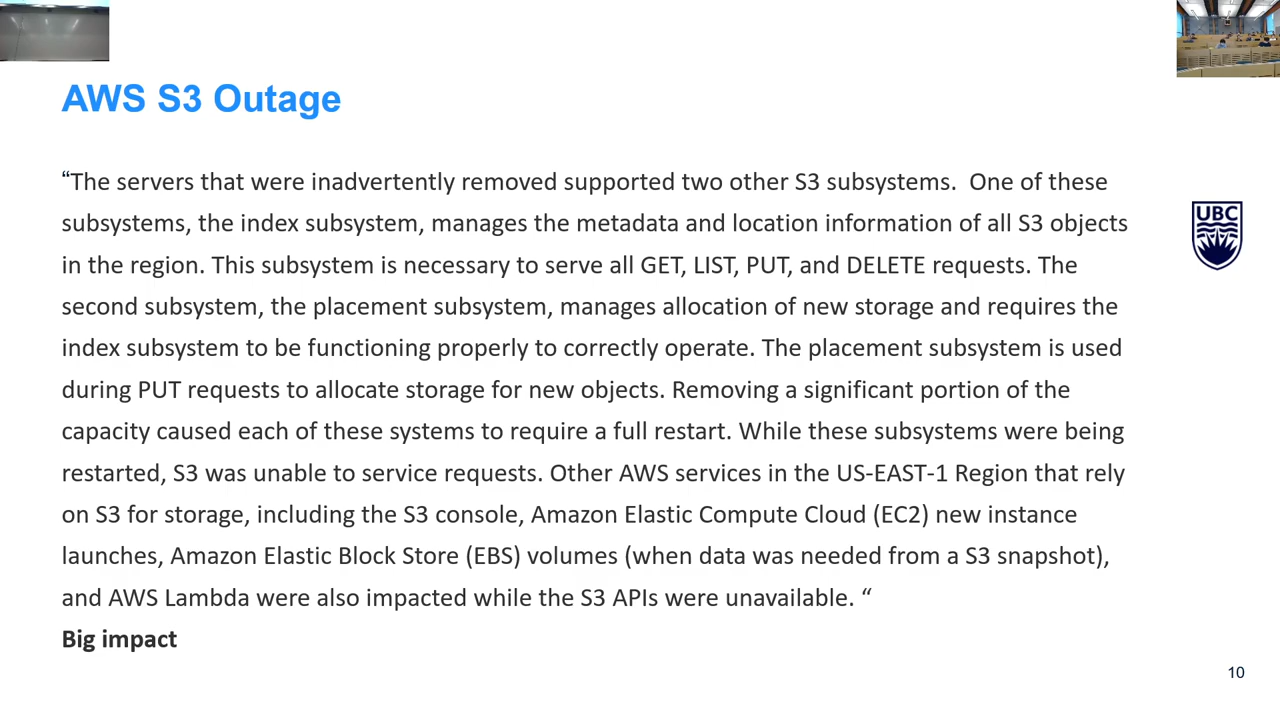 AWS S3 Outage
“The servers that were inadvertently removed supported two other S3 subsystems.  One of these
subsystems, the index subsystem, manages the metadata and location information of all S3 objects
in the region. This subsystem is necessary to serve all GET, LIST, PUT, and DELETE requests. The
second subsystem, the placement subsystem, manages allocation of new storage and requires the
index subsystem to be functioning properly to correctly operate. The placement subsystem is used
during PUT requests to allocate storage for new objects. Removing a significant portion of the
capacity caused each of these systems to require a full restart. While these subsystems were being
restarted, S3 was unable to service requests. Other AWS services in the US-EAST-1 Region that rely
on S3 for storage, including the S3 console, Amazon Elastic Compute Cloud (EC2) new instance
launches, Amazon Elastic Block Store (EBS) volumes (when data was needed from a S3 snapshot),
and AWS Lambda were also impacted while the S3 APIs were unavailable. “
Big impact
UBC
10